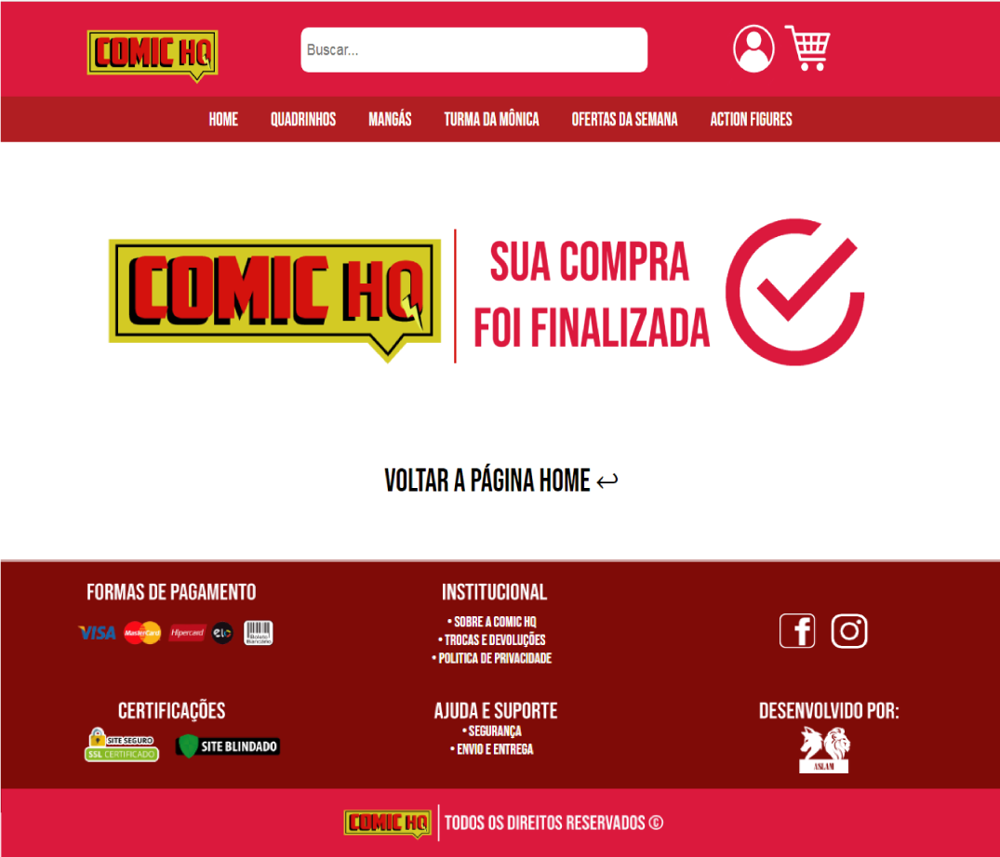 COMIC HQ
Buscar...
HOME QUADRINHOS MANGÁS TURMA DA MÔNICA OFERTAS DA SEMANA ACTION FIGURES
COMIC HQ
SUA COMPRA
FOI FINALIZADA
VOLTAR A PÁGINA HOME ↩
FORMAS DE PAGAMENTO
VISA MasterCard Hipercard elo Boleto
Bancário
INSTITUCIONAL
• SOBRE A COMIC HQ
• TROCAS E DEVOLUÇÕES
• POLITICA DE PRIVACIDADE
CERTIFICAÇÕES
SITE SEGURO
SSL CERTIFICADO
SITE BLINDADO
AJUDA E SUPORTE
• SEGURANÇA
• ENVIO E ENTREGA
DESENVOLVIDO POR:
ASLAM
COMIC HQ TODOS OS DIREITOS RESERVADOS ©